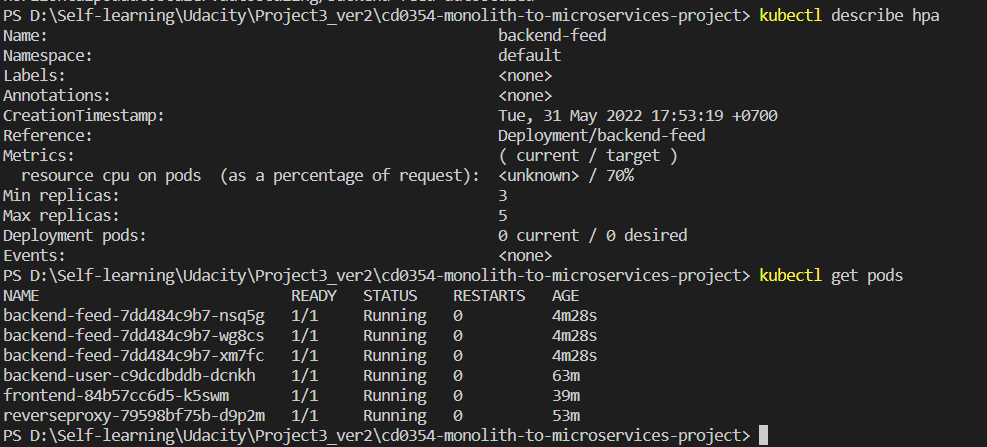 PS D:\Self-learning\Udacity\Project3_ver2\cd0354-monolith-to-microservices-project> kubectl describe hpa
Name: backend-feed
Namespace: default
Labels: <none>
Annotations: <none>
CreationTimestamp: Tue, 31 May 2022 17:53:19 +0700
Reference: Deployment/backend-feed
Metrics: ( current / target )
  resource cpu on pods  (as a percentage of request): <unknown> / 70%
Min replicas: 3
Max replicas: 5
Deployment pods: 0 current / 0 desired
Events: <none>
PS D:\Self-learning\Udacity\Project3_ver2\cd0354-monolith-to-microservices-project> kubectl get pods
NAME READY STATUS RESTARTS AGE
backend-feed-7dd484c9b7-nsq5g 1/1 Running 0 4m28s
backend-feed-7dd484c9b7-wg8cs 1/1 Running 0 4m28s
backend-feed-7dd484c9b7-xm7fc 1/1 Running 0 4m28s
backend-user-c9dcdbddb-dcnkh 1/1 Running 0 63m
frontend-84b57cc6d5-k5swm 1/1 Running 0 39m
reverseproxy-79598bf75b-d9p2m 1/1 Running 0 53m
PS D:\Self-learning\Udacity\Project3_ver2\cd0354-monolith-to-microservices-project>